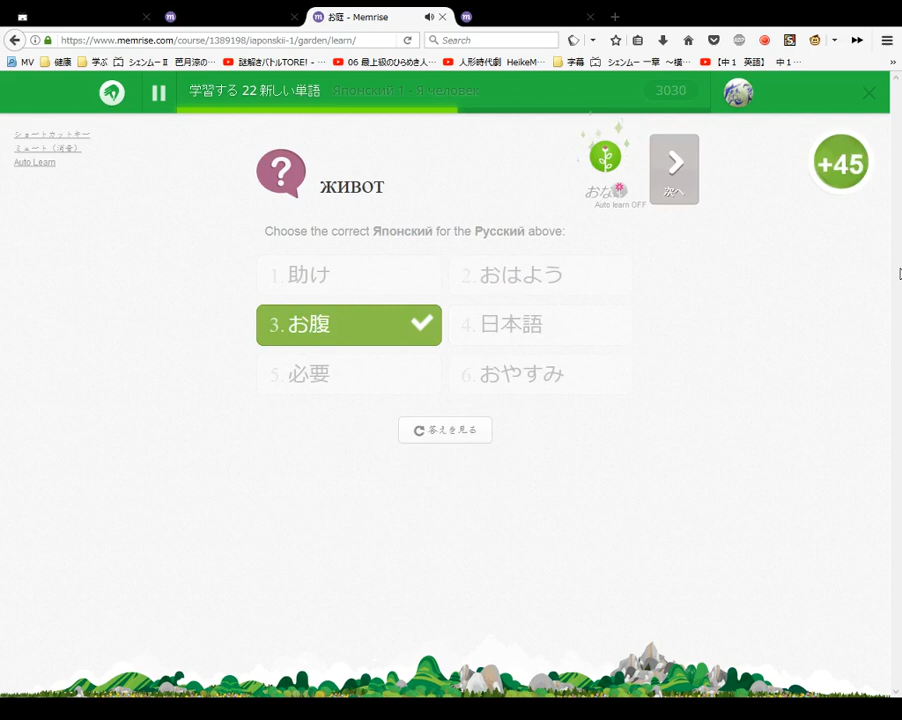 お庭 - Memrise
https://www.memrise.com/course/1389198/iaponskii-1/garden/learn/
Search
MV 健康 学ぶ シェンムーⅡ 芭月涼の… 謎解きバトルTORE! - … 06 最上級のひらめき人… 人形時代劇 HeikeM… 字幕 シェンムー 一章 ～横… 【中１ 英語】 中１…
学習する 22 新しい単語 Японский 1 - Я человек 3030
ショートカットキー
ミュート（消音）
Auto Learn
живот
おな
Auto learn OFF
次へ
+45
Choose the correct Японский for the Русский above:
1. 助け
2. おはよう
3. お腹
4. 日本語
5. 必要
6. おやすみ
答えを見る